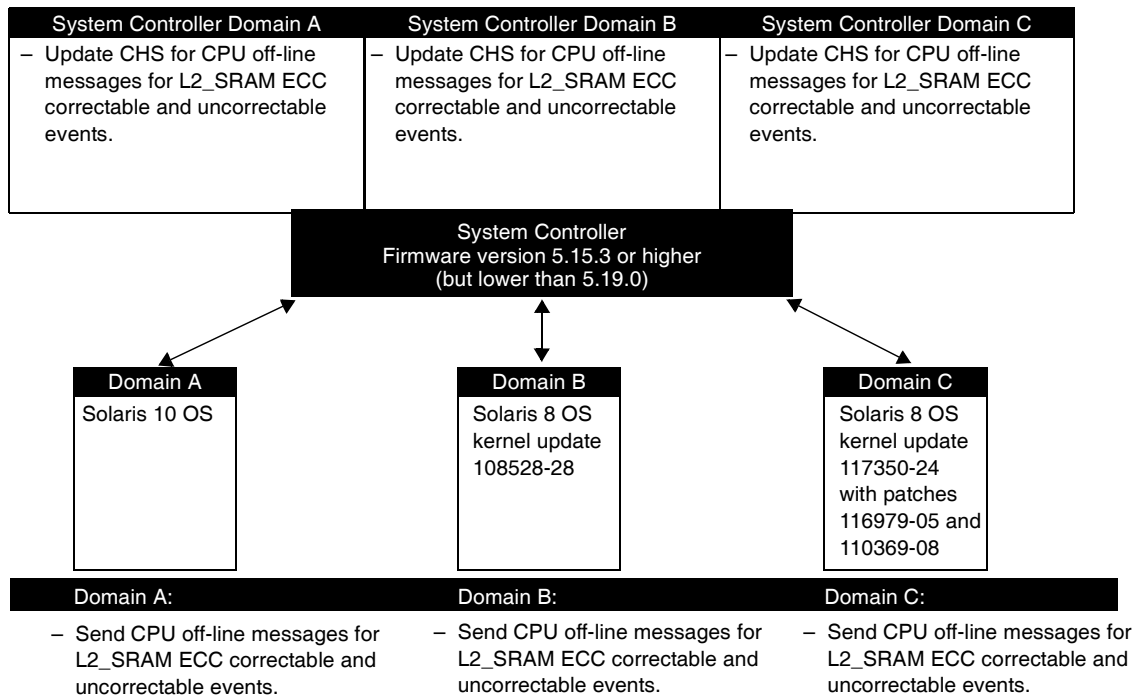 System Controller Domain A
– Update CHS for CPU off-line
messages for L2_SRAM ECC
correctable and uncorrectable
events.
System Controller Domain B
– Update CHS for CPU off-line
messages for L2_SRAM ECC
correctable and uncorrectable
events.
System Controller Domain C
– Update CHS for CPU off-line
messages for L2_SRAM ECC
correctable and uncorrectable
events.
System Controller
Firmware version 5.15.3 or higher
(but lower than 5.19.0)
Domain A
Solaris 10 OS
Domain B
Solaris 8 OS
kernel update
108528-28
Domain C
Solaris 8 OS
kernel update
117350-24
with patches
116979-05 and
110369-08
Domain A:
– Send CPU off-line messages for
L2_SRAM ECC correctable and
uncorrectable events.
Domain B:
– Send CPU off-line messages for
L2_SRAM ECC correctable and
uncorrectable events.
Domain C:
– Send CPU off-line messages for
L2_SRAM ECC correctable and
uncorrectable events.